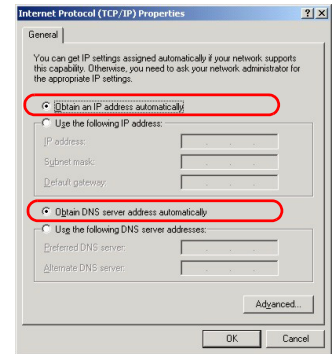 Internet Protocol (TCP/IP) Properties
General
You can get IP settings assigned automatically if your network supports
this capability. Otherwise, you need to ask your network administrator for
the appropriate IP settings.
Obtain an IP address automatically
Use the following IP address:
IP address:
Subnet mask:
Default gateway:
Obtain DNS server address automatically
Use the following DNS server addresses:
Preferred DNS server:
Alternate DNS server:
Advanced...
OK Cancel